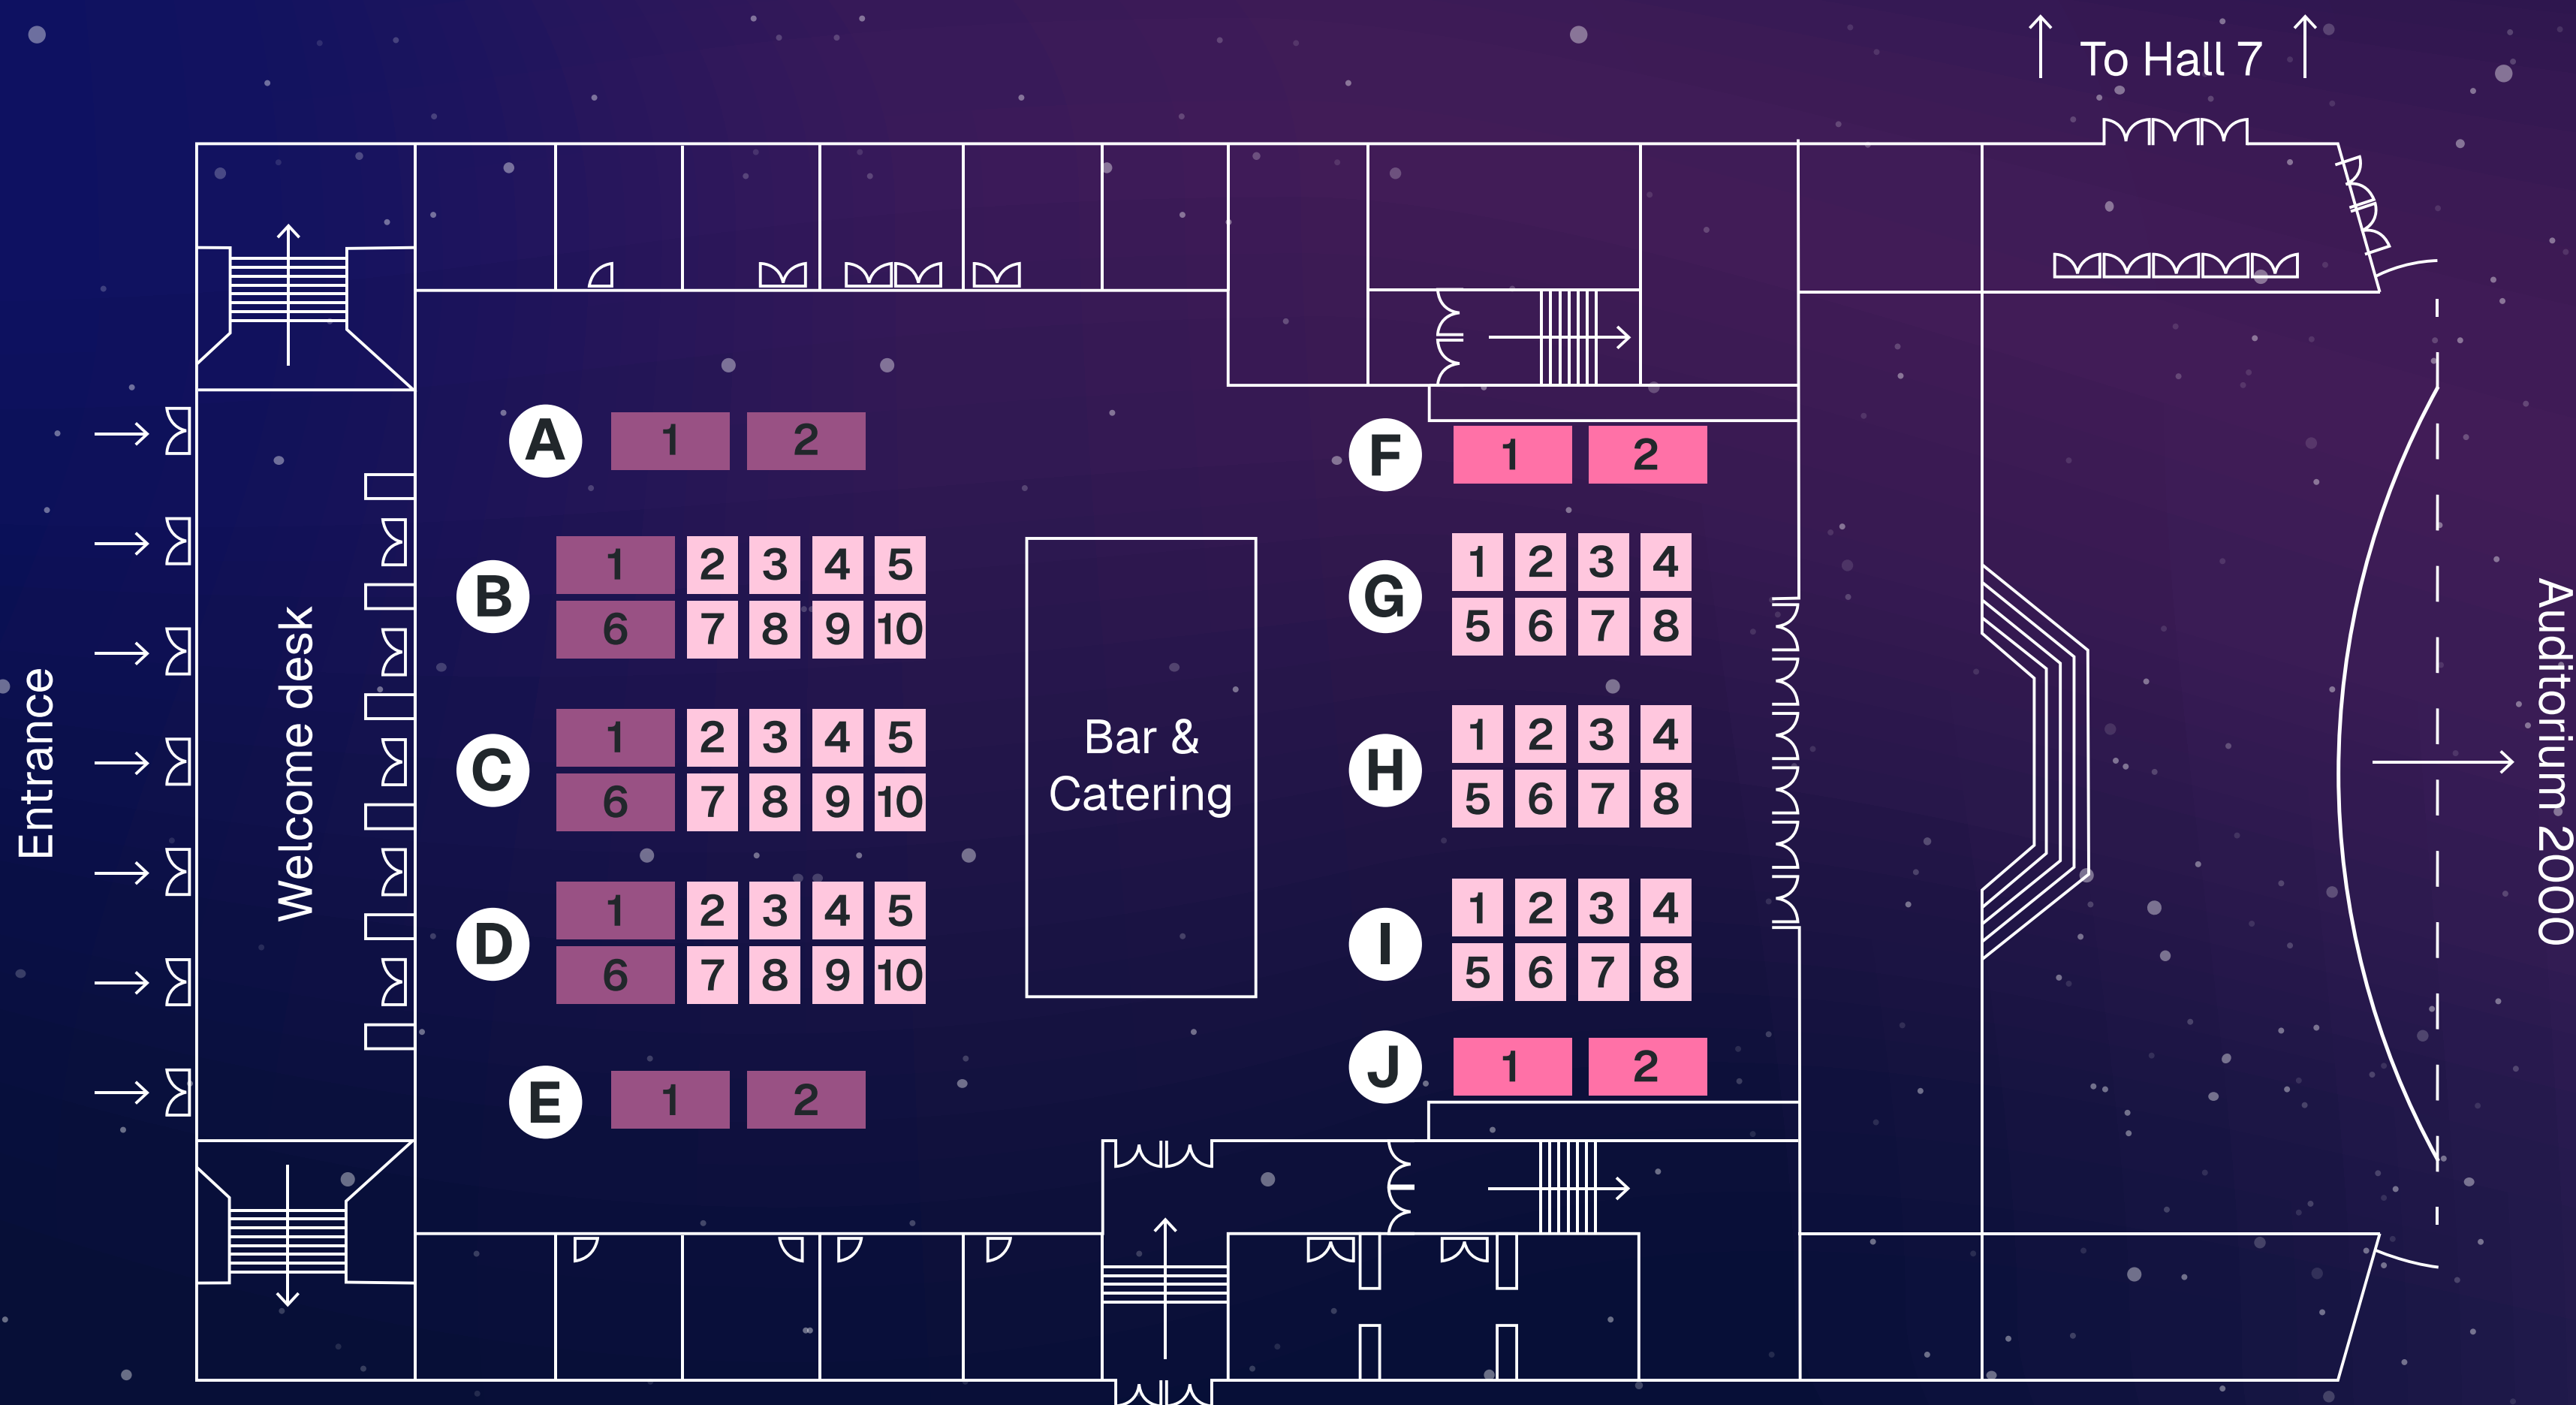 To Hall 7
A 1 2
F 1 2
B 1 2 3 4 5
6 7 8 9 10
G 1 2 3 4
5 6 7 8
Entrance
Welcome desk
C 1 2 3 4 5
6 7 8 9 10
Bar &
Catering
H 1 2 3 4
5 6 7 8
Auditorium 20000
D 1 2 3 4 5
6 7 8 9 10
I 1 2 3 4
5 6 7 8
E 1 2
J 1 2